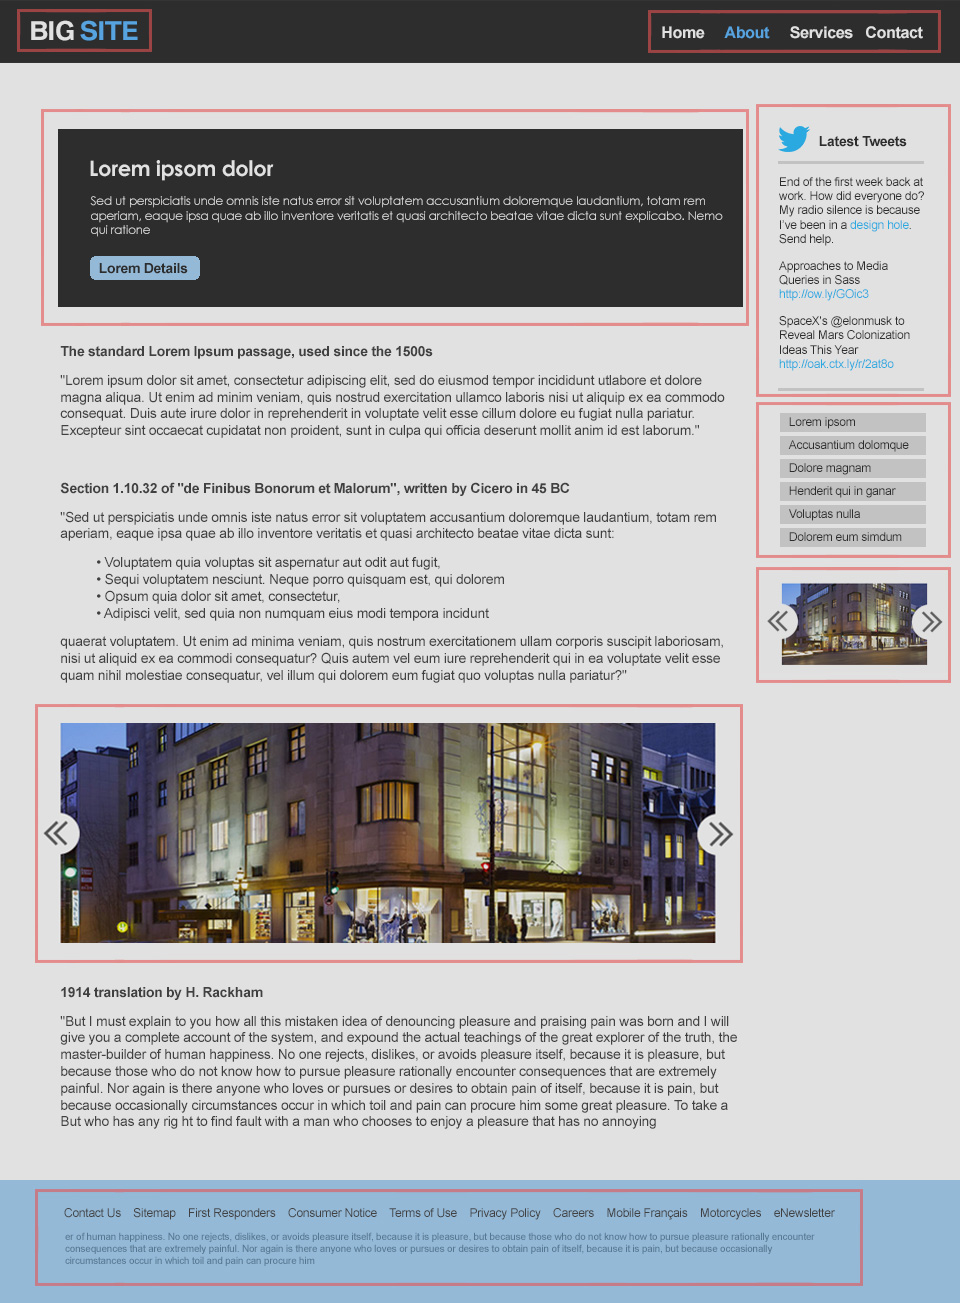 BIG SITE
Home About Services Contact
Lorem ipsom dolor
Sed ut perspiciatis unde omnis iste natus error sit voluptatem accusantium doloremque laudantium, totam rem
aperiam, eaque ipsa quae ab illo inventore veritatis et quasi architecto beatae vitae dicta sunt explicabo. Nemo
qui ratione
Lorem Details
The standard Lorem Ipsum passage, used since the 1500s
"Lorem ipsum dolor sit amet, consectetur adipiscing elit, sed do eiusmod tempor incididunt utlabore et dolore
magna aliqua. Ut enim ad minim veniam, quis nostrud exercitation ullamco laboris nisi ut aliquip ex ea commodo
consequat. Duis aute irure dolor in reprehenderit in voluptate velit esse cillum dolore eu fugiat nulla pariatur.
Excepteur sint occaecat cupidatat non proident, sunt in culpa qui officia deserunt mollit anim id est laborum."
Section 1.10.32 of "de Finibus Bonorum et Malorum", written by Cicero in 45 BC
"Sed ut perspiciatis unde omnis iste natus error sit voluptatem accusantium doloremque laudantium, totam rem
aperiam, eaque ipsa quae ab illo inventore veritatis et quasi architecto beatae vitae dicta sunt:
• Voluptatem quia voluptas sit aspernatur aut odit aut fugit,
• Sequi voluptatem nesciunt. Neque porro quisquam est, qui dolorem
• Opsum quia dolor sit amet, consectetur,
• Adipisci velit, sed quia non numquam eius modi tempora incidunt
quaerat voluptatem. Ut enim ad minima veniam, quis nostrum exercitationem ullam corporis suscipit laboriosam,
nisi ut aliquid ex ea commodi consequatur? Quis autem vel eum iure reprehenderit qui in ea voluptate velit esse
quam nihil molestiae consequatur, vel illum qui dolorem eum fugiat quo voluptas nulla pariatur?"
1914 translation by H. Rackham
"But I must explain to you how all this mistaken idea of denouncing pleasure and praising pain was born and I will
give you a complete account of the system, and expound the actual teachings of the great explorer of the truth, the
master-builder of human happiness. No one rejects, dislikes, or avoids pleasure itself, because it is pleasure, but
because those who do not know how to pursue pleasure rationally encounter consequences that are extremely
painful. Nor again is there anyone who loves or pursues or desires to obtain pain of itself, because it is pain, but
because occasionally circumstances occur in which toil and pain can procure him some great pleasure. To take a
But who has any rig ht to find fault with a man who chooses to enjoy a pleasure that has no annoying
Latest Tweets
End of the first week back at
work. How did everyone do?
My radio silence is because
I've been in a design hole.
Send help.
Approaches to Media
Queries in Sass
http://ow.ly/GOic3
SpaceX's @elonmusk to
Reveal Mars Colonization
Ideas This Year
http://oak.ctx.ly/r/2at8o
Lorem ipsom
Accusantium dolomque
Dolore magnam
Henderit qui in ganar
Voluptas nulla
Dolorem eum simdum
Contact Us Sitemap First Responders Consumer Notice Terms of Use Privacy Policy Careers Mobile Français Motorcycles eNewsletter
er of human happiness. No one rejects, dislikes, or avoids pleasure itself, because it is pleasure, but because those who do not know how to pursue pleasure rationally encounter
consequences that are extremely painful. Nor again is there anyone who loves or pursues or desires to obtain pain of itself, because it is pain, but because occasionally
circumstances occur in which toil and pain can procure him